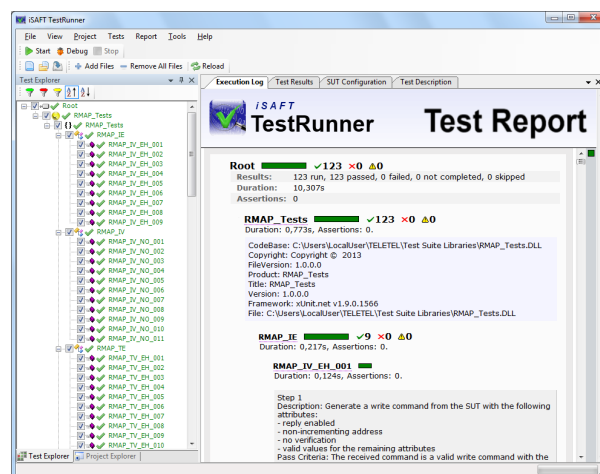 iSAFT TestRunner
File View Project Tests Report Tools Help
Start Debug Stop
Add Files Remove All Files Reload
Test Explorer
Execution Log Test Results SUT Configuration Test Description
Root
RMAP_Tests
RMAP_Tests
RMAP_IE
RMAP_IV_EH_001
RMAP_IV_EH_002
RMAP_IV_EH_003
RMAP_IV_EH_004
RMAP_IV_EH_005
RMAP_IV_EH_006
RMAP_IV_EH_007
RMAP_IV_EH_008
RMAP_IV_EH_009
RMAP_IV
RMAP_IV_NO_001
RMAP_IV_NO_002
RMAP_IV_NO_003
RMAP_IV_NO_004
RMAP_IV_NO_005
RMAP_IV_NO_006
RMAP_IV_NO_007
RMAP_IV_NO_008
RMAP_IV_NO_009
RMAP_IV_NO_010
RMAP_IV_NO_011
RMAP_TE
RMAP_TV_EH_001
RMAP_TV_EH_002
RMAP_TV_EH_003
RMAP_TV_EH_004
RMAP_TV_EH_005
RMAP_TV_EH_006
RMAP_TV_EH_007
RMAP_TV_EH_008
RMAP_TV_EH_009
RMAP_TV_EH_010
Test Explorer Project Explorer
iSAFT
TestRunner Test Report
Root 123 0 0
Results: 123 run, 123 passed, 0 failed, 0 not completed, 0 skipped
Duration: 10,307s
Assertions: 0
RMAP_Tests 123 0 0
Duration: 0,773s, Assertions: 0.
CodeBase: C:\Users\LocalUser\TELETEL\Test Suite Libraries\RMAP_Tests.DLL
Copyright: Copyright © 2013
FileVersion: 1.0.0.0
Product: RMAP_Tests
Title: RMAP_Tests
Version: 1.0.0.0
Framework: xUnit.net v1.9.0.1566
File: C:\Users\LocalUser\TELETEL\Test Suite Libraries\RMAP_Tests.DLL
RMAP_IE 9 0 0
Duration: 0,217s, Assertions: 0.
RMAP_IV_EH_001
Duration: 0,124s, Assertions: 0.
Step 1
Description: Generate a write command from the SUT with the following
attributes:
- reply enabled
- non-incrementing address
- no verification
- valid values for the remaining attributes
Pass Criteria: The received command is a valid write command with the